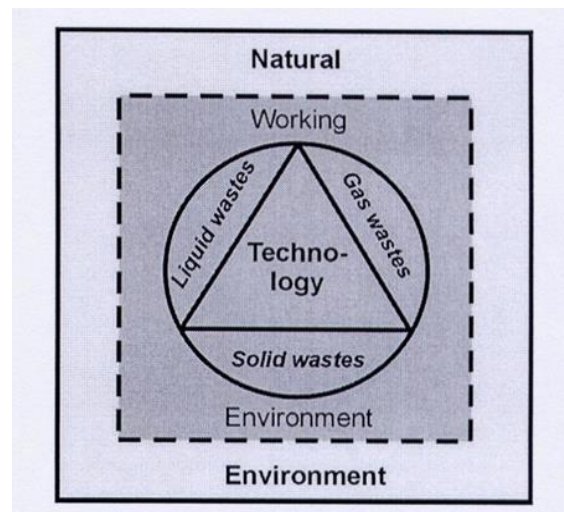 Natural
Working
Liquid wastes
Gas wastes
Techno-
logy
Solid wastes
Environment
Environment